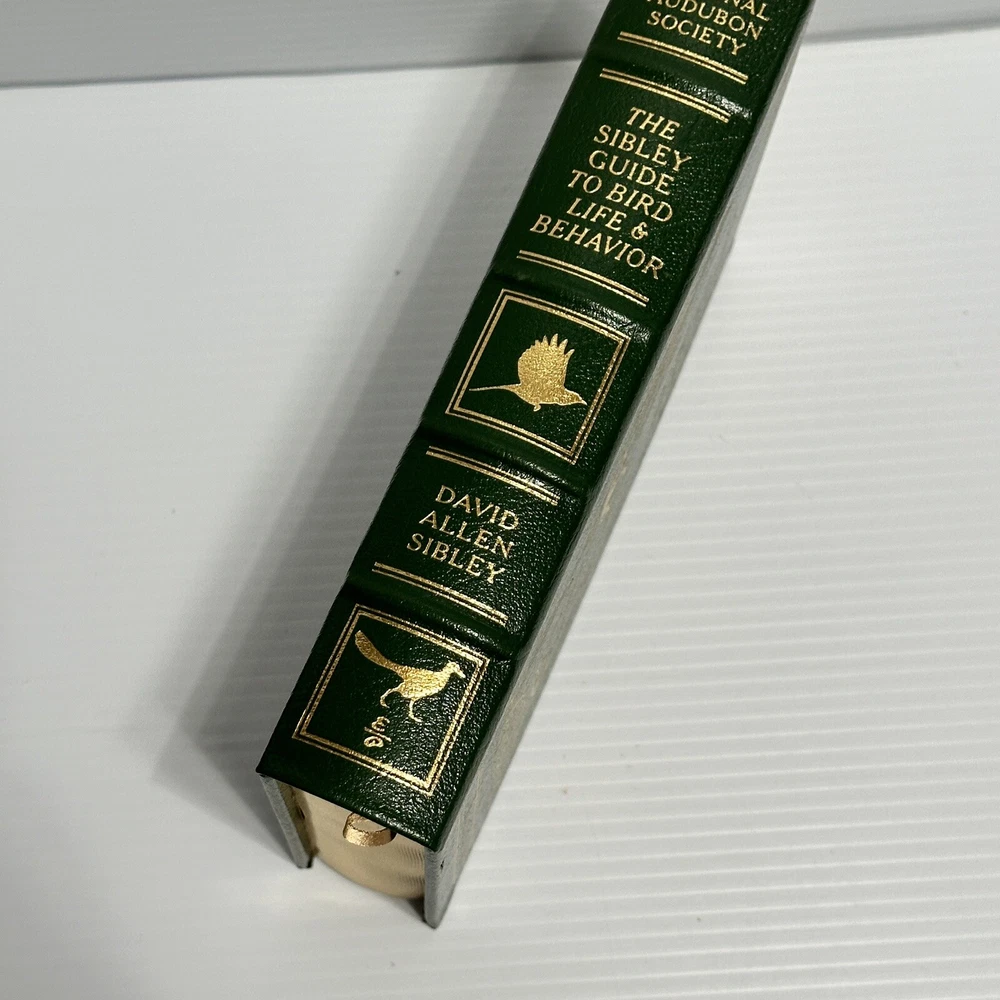 SOCIETY
THE
SIBLEY
GUIDE
TO BIRD
LIFE &
BEHAVIOR
DAVID
ALLEN
SIBLEY